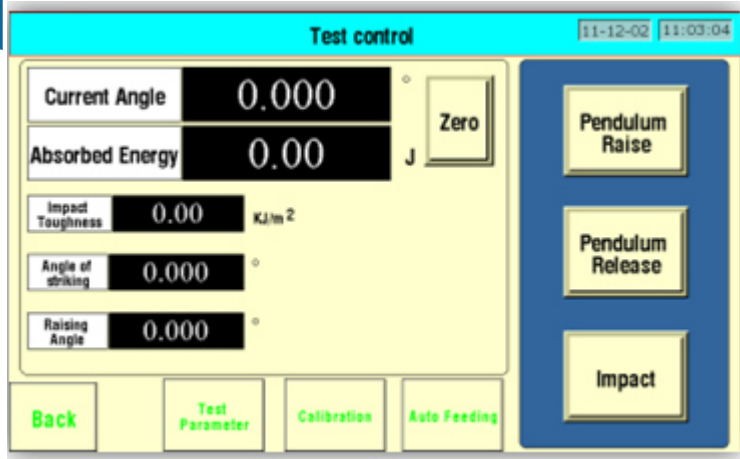 Test control
11-12-02 11:03:04
Current Angle 0.000 °
Zero
Absorbed Energy 0.00 J
Impact
Toughness 0.00 KJ/m2
Angle of
striking 0.000 °
Raising
Angle 0.000 °
Pendulum
Raise
Pendulum
Release
Impact
Back
Test
Parameter
Calibration
Auto Feeding